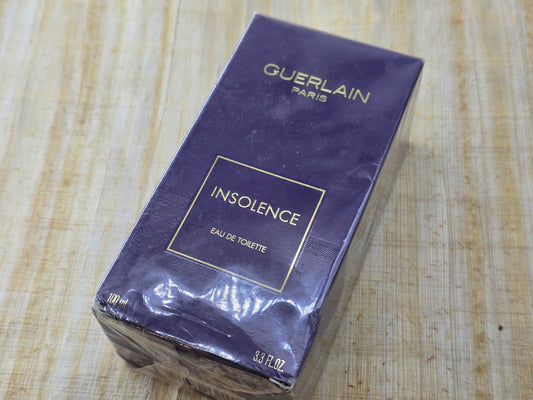 GUERLAIN
PARIS
INSOLENCE
EAU DE TOILETTE
100 ml
3.3 FL.OZ.